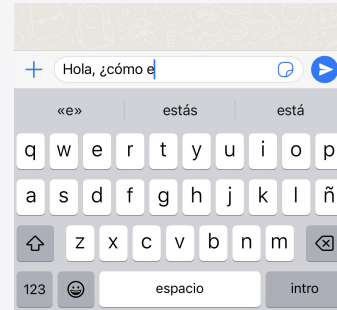 Hola, ¿cómo e
«e» estás está
q w e r t y u i o p
a s d f g h j k l ñ
z x c v b n m
123 espacio intro